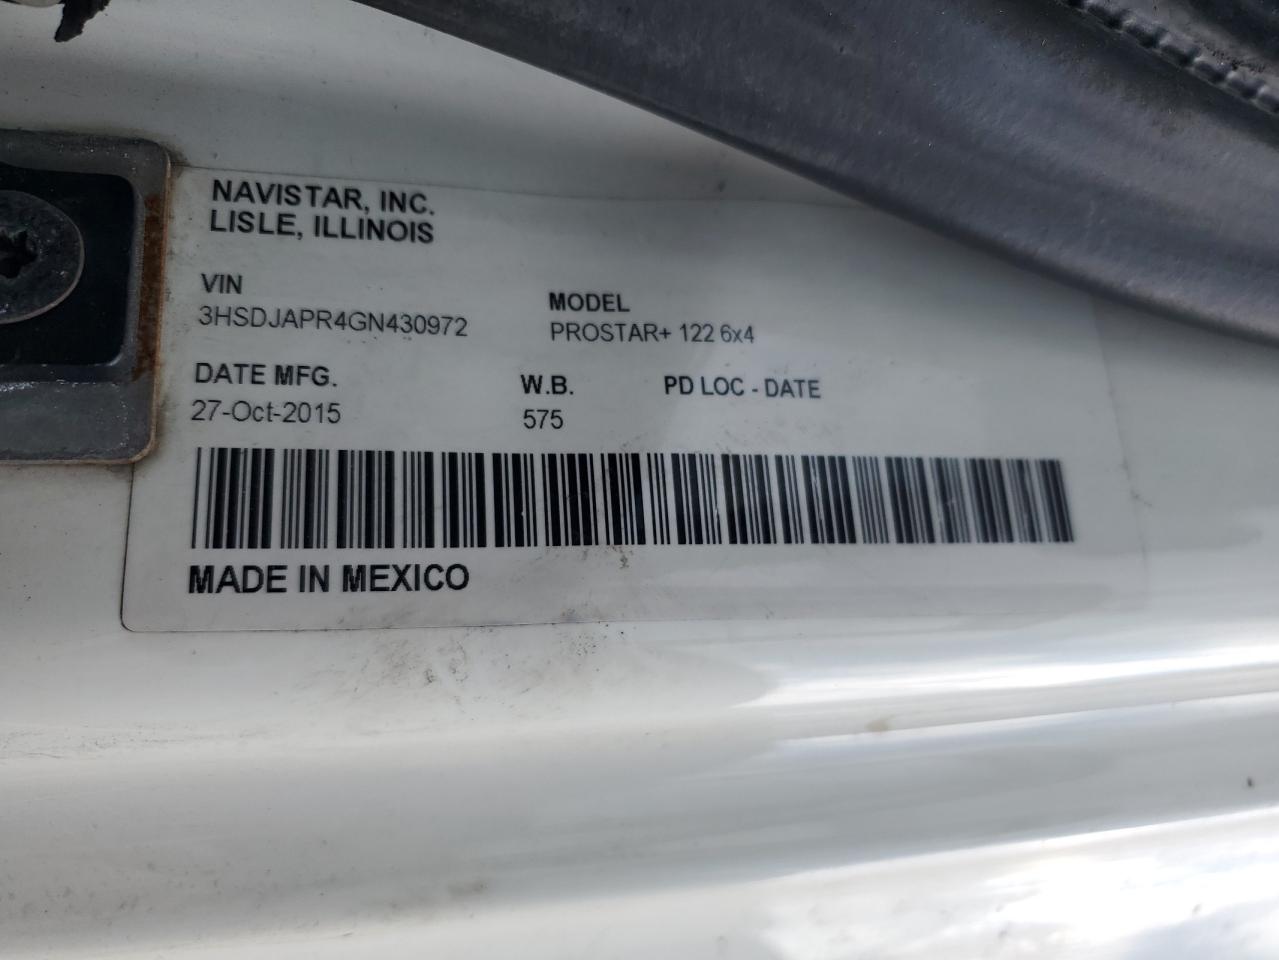 NAVISTAR, INC.
LISLE, ILLINOIS
VIN
3HSDJAPR4GN430972
MODEL
PROSTAR+ 122 6x4
DATE MFG.
27-Oct-2015
W.B.
575
PD LOC - DATE
MADE IN MEXICO